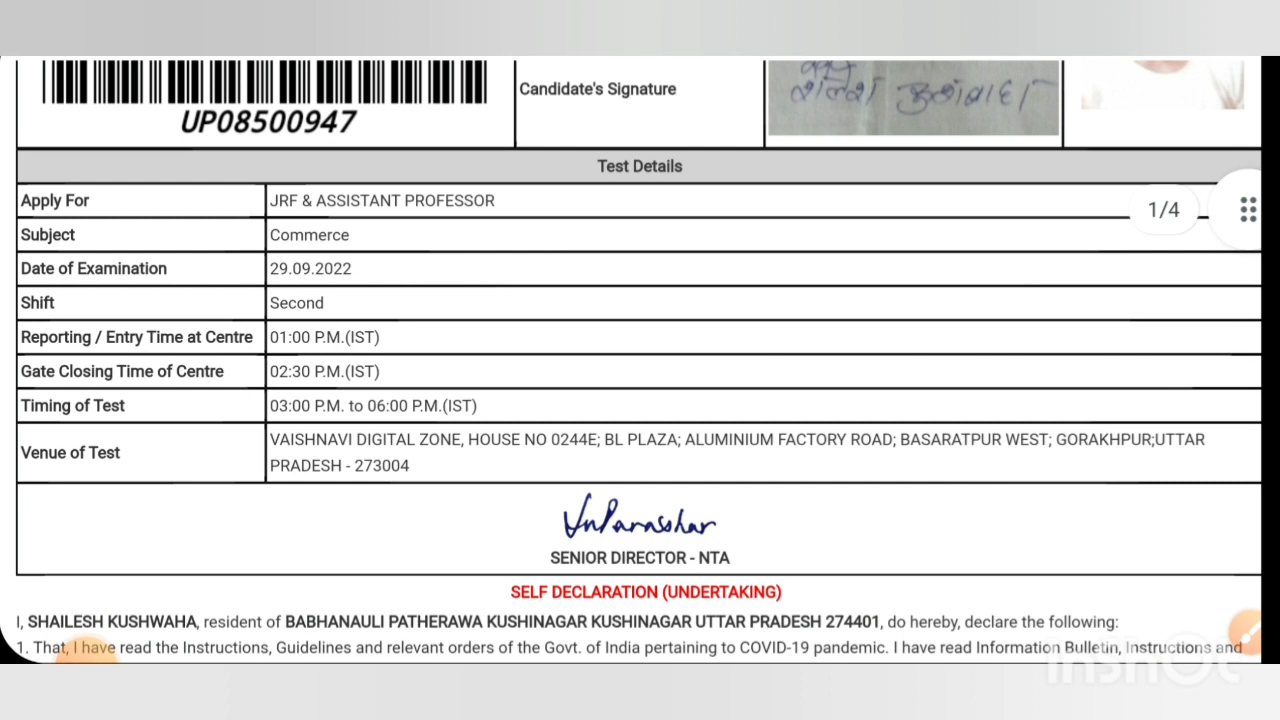 UP08500947
Candidate's Signature
शैलेश कुशवाहा
Test Details
Apply For JRF & ASSISTANT PROFESSOR
1/4
Subject Commerce
Date of Examination 29.09.2022
Shift Second
Reporting / Entry Time at Centre 01:00 P.M.(IST)
Gate Closing Time of Centre 02:30 P.M.(IST)
Timing of Test 03:00 P.M. to 06:00 P.M.(IST)
Venue of Test VAISHNAVI DIGITAL ZONE, HOUSE NO 0244E; BL PLAZA; ALUMINIUM FACTORY ROAD; BASARATPUR WEST; GORAKHPUR;UTTAR
PRADESH - 273004
VnParashar
SENIOR DIRECTOR - NTA
SELF DECLARATION (UNDERTAKING)
I, SHAILESH KUSHWAHA, resident of BABHANAULI PATHERAWA KUSHINAGAR KUSHINAGAR UTTAR PRADESH 274401, do hereby, declare the following:
1. That, I have read the Instructions, Guidelines and relevant orders of the Govt. of India pertaining to COVID-19 pandemic. I have read Information Bulletin, Instructions and
InShOt